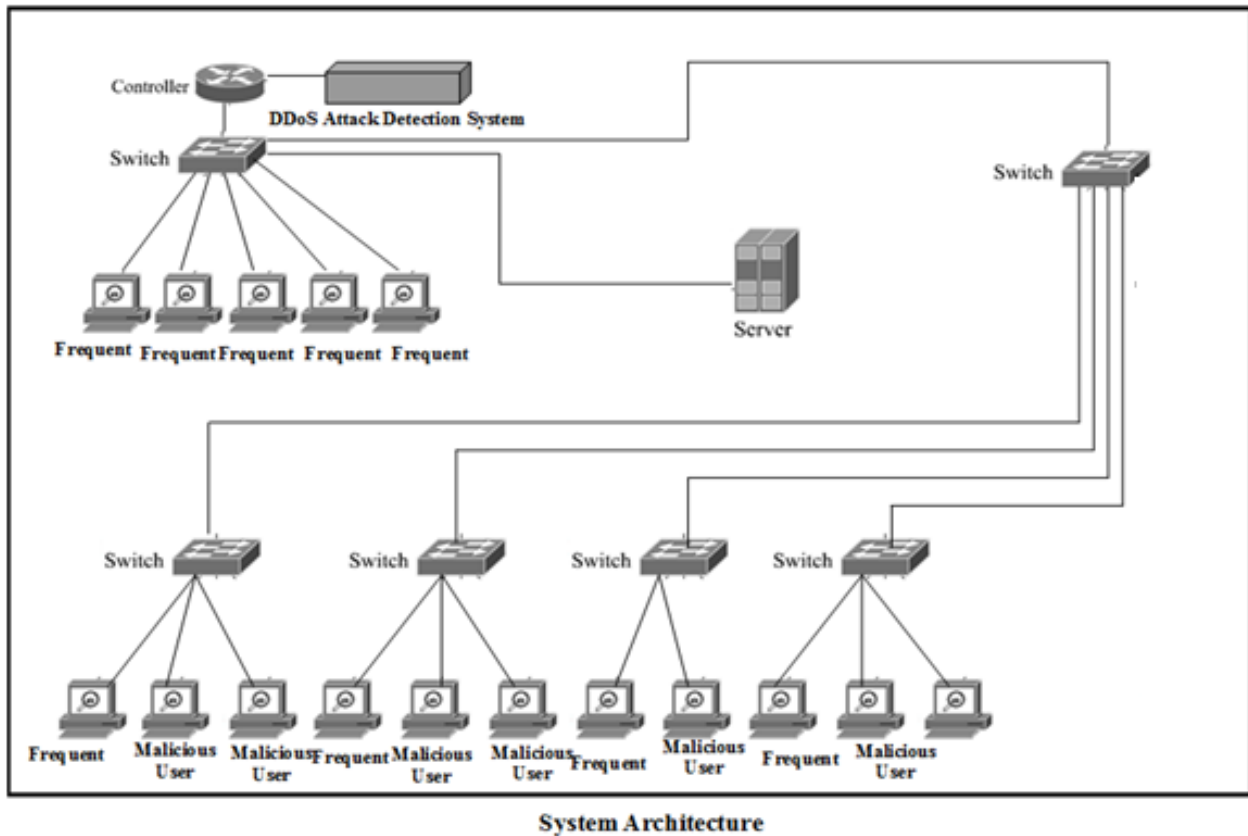 Controller
DDoS Attack Detection System
Switch
Switch
Server
Frequent
Frequent
Frequent
Frequent
Frequent
Switch
Switch
Switch
Switch
Frequent
Malicious
User
Malicious
User
Frequent
Malicious
User
Malicious
User
Frequent
Malicious
User
Frequent
Malicious
User
System Architecture